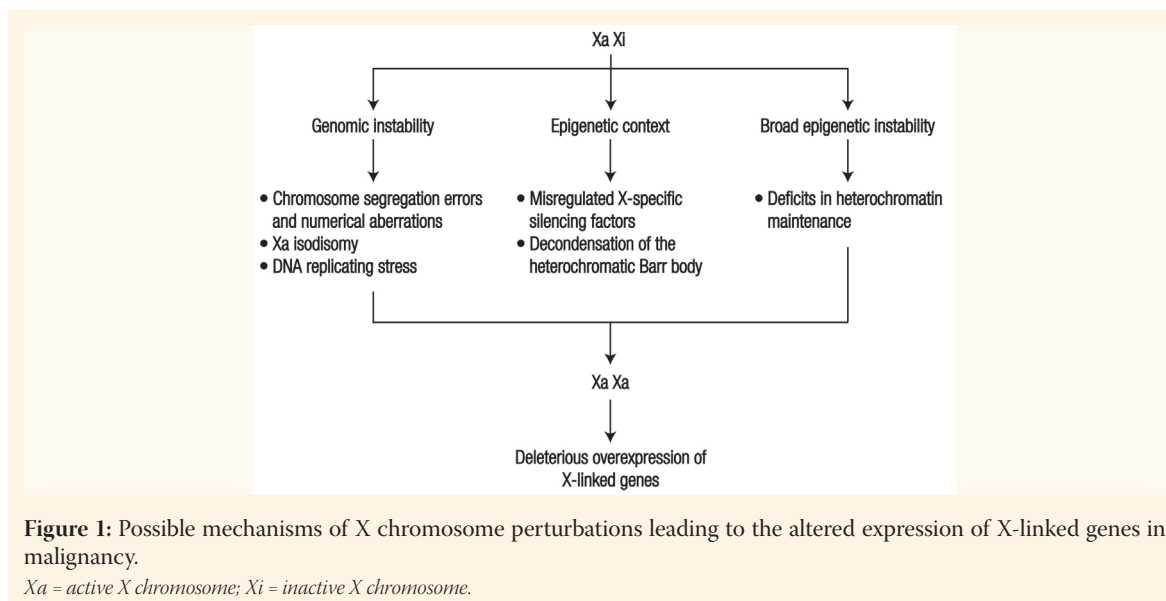 Xa Xi
Genomic instability
Epigenetic context
Broad epigenetic instability
• Chromosome segregation errors
and numerical aberrations
• Xa isodisomy
• DNA replicating stress
• Misregulated X-specific
silencing factors
• Decondensation of the
heterochromatic Barr body
• Deficits in heterochromatin
maintenance
Xa Xa
Deleterious overexpression of
X-linked genes
Figure 1: Possible mechanisms of X chromosome perturbations leading to the altered expression of X-linked genes in
malignancy.
Xa = active X chromosome; Xi = inactive X chromosome.